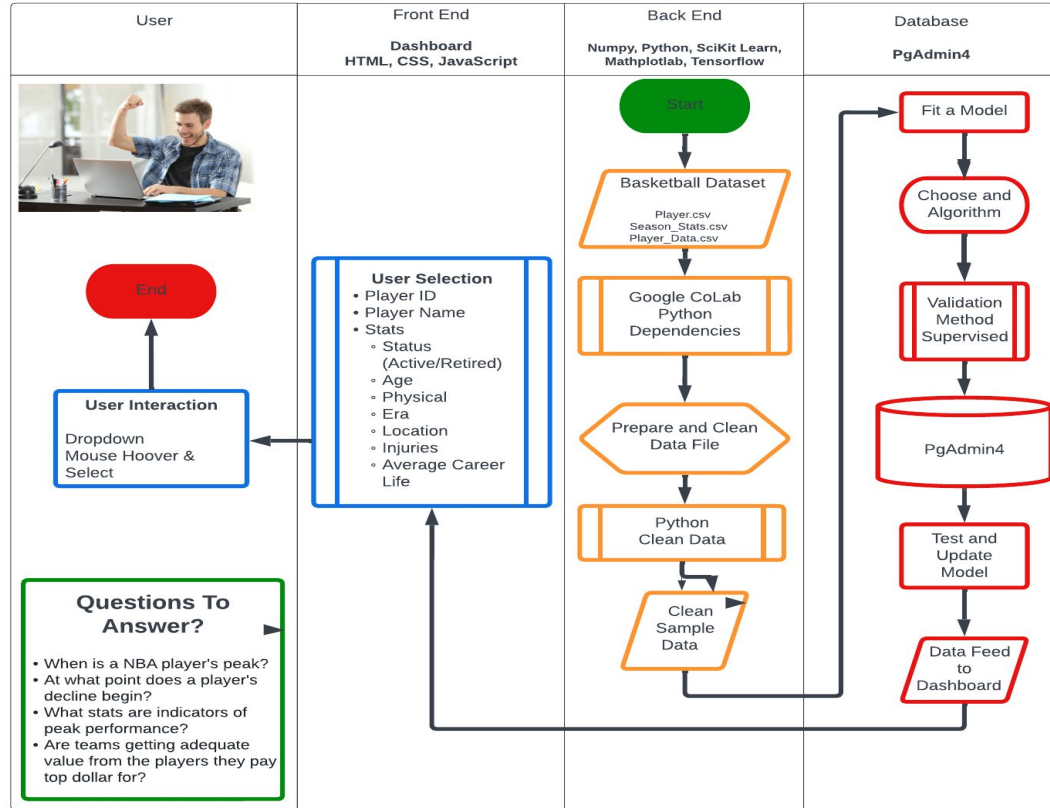 User
Front End
Dashboard
HTML, CSS, JavaScript
Back End
Numpy, Python, SciKit Learn,
Mathplotlab, Tensorflow
Database
PgAdmin4
End
User Interaction
Dropdown
Mouse Hoover &
Select
Questions To
Answer?
• When is a NBA player's peak?
• At what point does a player's
decline begin?
• What stats are indicators of
peak performance?
• Are teams getting adequate
value from the players they pay
top dollar for?
User Selection
• Player ID
• Player Name
• Stats
◦ Status
(Active/Retired)
◦ Age
◦ Physical
◦ Era
◦ Location
◦ Injuries
◦ Average Career
Life
Start
Basketball Dataset
Player.csv
Season_Stats.csv
Player_Data.csv
Google CoLab
Python
Dependencies
Prepare and Clean
Data File
Python
Clean Data
Clean
Sample
Data
Fit a Model
Choose and
Algorithm
Validation
Method
Supervised
PgAdmin4
Test and
Update
Model
Data Feed
to
Dashboard